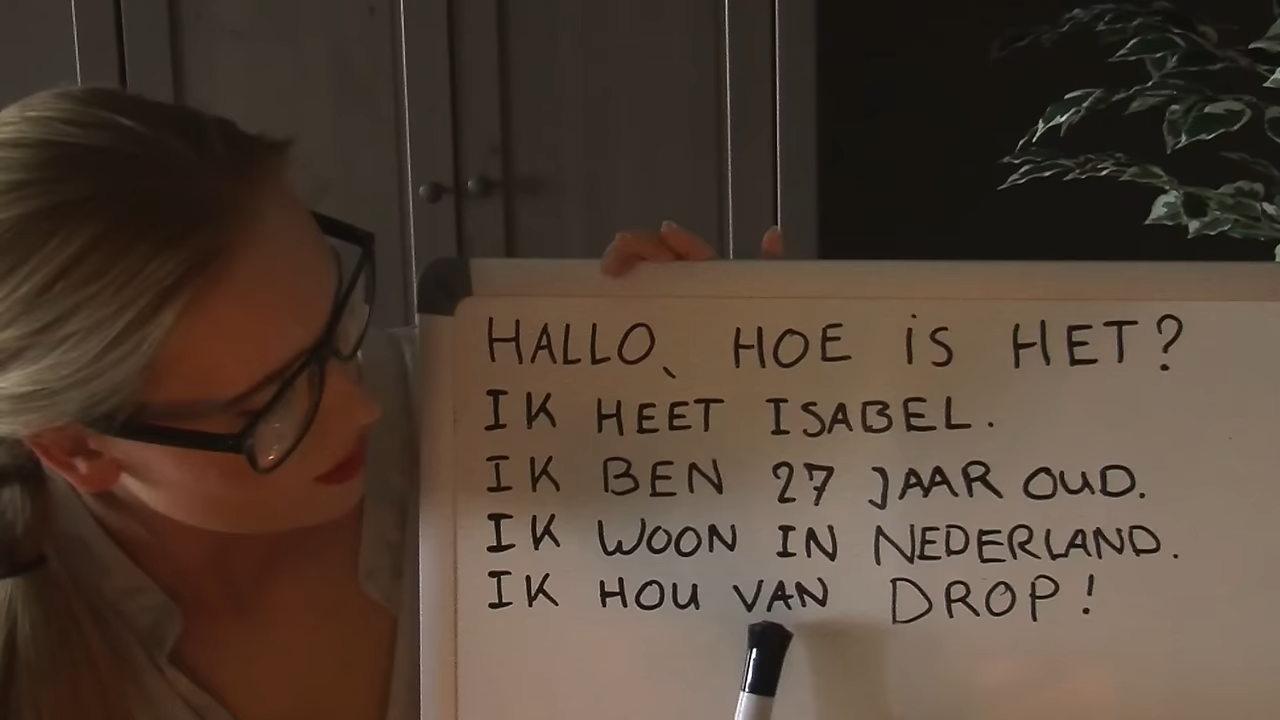 HALLO, HOE IS HET?
IK HEET ISABEL.
IK BEN 27 JAAR OUD.
IK WOON IN NEDERLAND.
IK HOU VAN DROP!